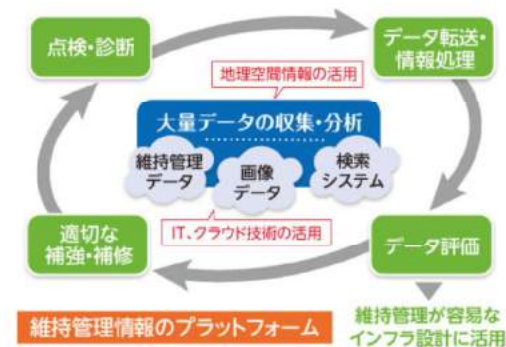 点検・診断
データ転送・
情報処理
地理空間情報の活用
大量データの収集・分析
維持管理
データ
画像
データ
検索
システム
IT、クラウド技術の活用
適切な
補強・補修
データ評価
維持管理情報のプラットフォーム
維持管理が容易な
インフラ設計に活用